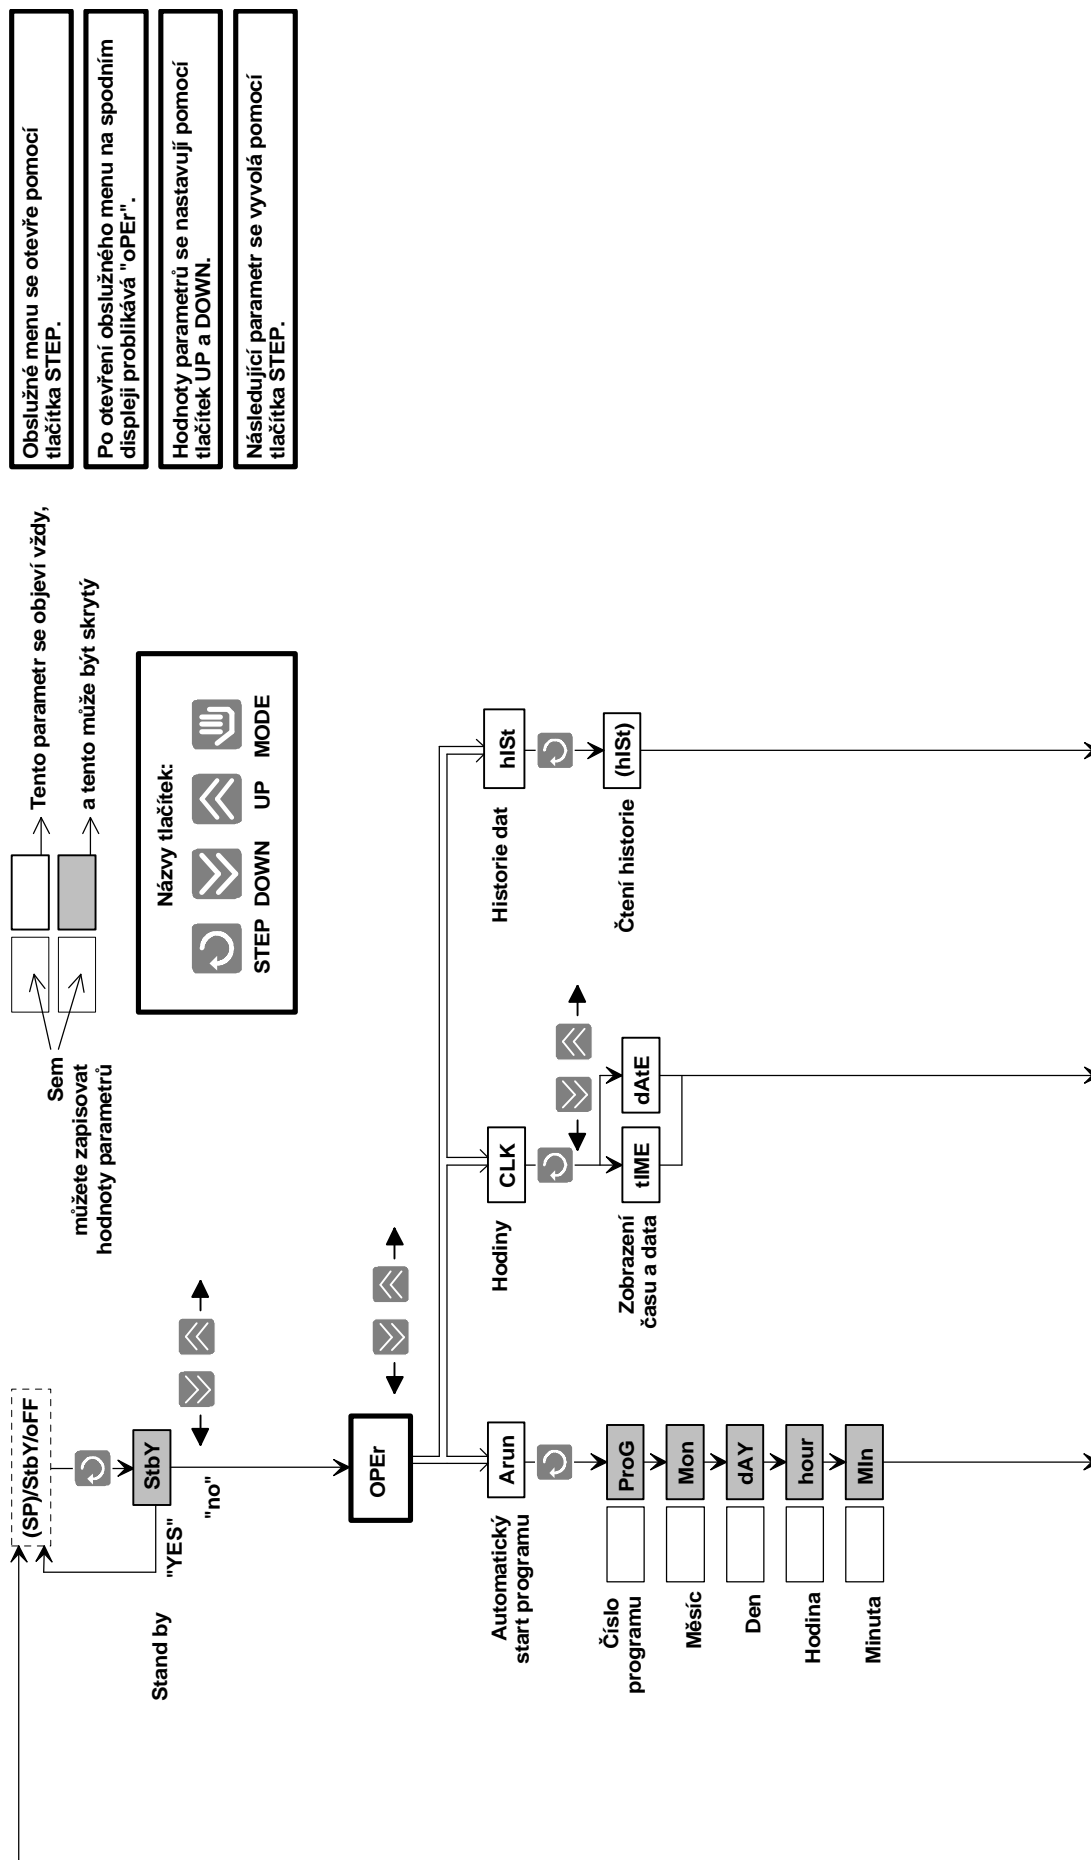 (SP)/StbY/oFF
StbY
"YES"
"no"
Stand by
Sem
můžete zapisovat
hodnoty parametrů
Tento parametr se objeví vždy,
a tento může být skrytý
Názvy tlačítek:
STEP DOWN UP MODE
Obslužné menu se otevře pomocí
tlačítka STEP.
Po otevření obslužného menu na spodním
displeji problikává "oPEr".
Hodnoty parametrů se nastavují pomocí
tlačítek UP a DOWN.
Následující parametr se vyvolá pomocí
tlačítka STEP.
OPEr
Automatický
start programu
Arun
Hodiny
CLK
Historie dat
hISt
Číslo
programu
ProG
Měsíc
Mon
Den
dAY
Hodina
hour
Minuta
MIn
Zobrazení
času a data
tIME
dAtE
Čtení historie
(hISt)